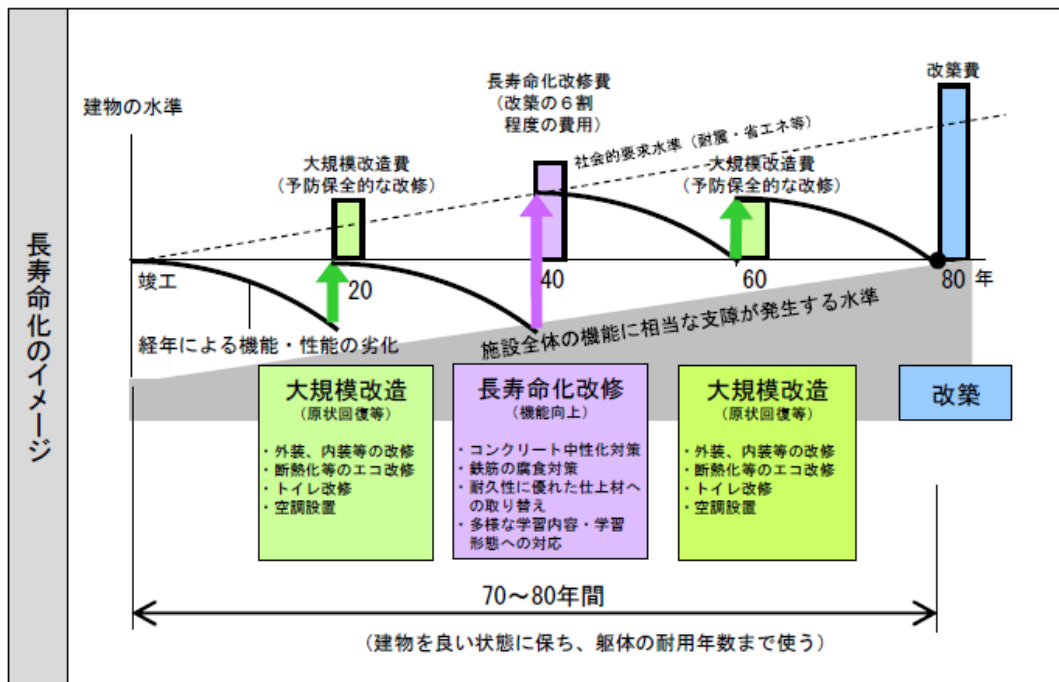 長寿命化のイメージ
建物の水準
長寿命化改修費
（改築の６割
程度の費用）
改築費
社会的要求水準（耐震・省エネ等）
大規模改造費
（予防保全的な改修）
大規模改造費
（予防保全的な改修）
竣工
20
40
60
80 年
経年による機能・性能の劣化
施設全体の機能に相当な支障が発生する水準
大規模改造
（原状回復等）
・外装、内装等の改修
・断熱化等のエコ改修
・トイレ改修
・空調設置
長寿命化改修
（機能向上）
・コンクリート中性化対策
・鉄筋の腐食対策
・耐久性に優れた仕上材へ
の取り替え
・多様な学習内容・学習
形態への対応
大規模改造
（原状回復等）
・外装、内装等の改修
・断熱化等のエコ改修
・トイレ改修
・空調設置
改築
70～80年間
（建物を良い状態に保ち、躯体の耐用年数まで使う）